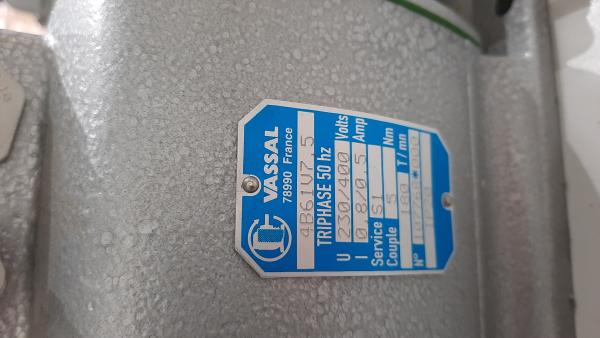 VASSAL
78990 France
4B61U7.5
TRIPHASE 50 hz
U 230/400 Volts
I 0.8/0.5 Amp
Service S1
Couple 5 Nm
180 T/mn
N°